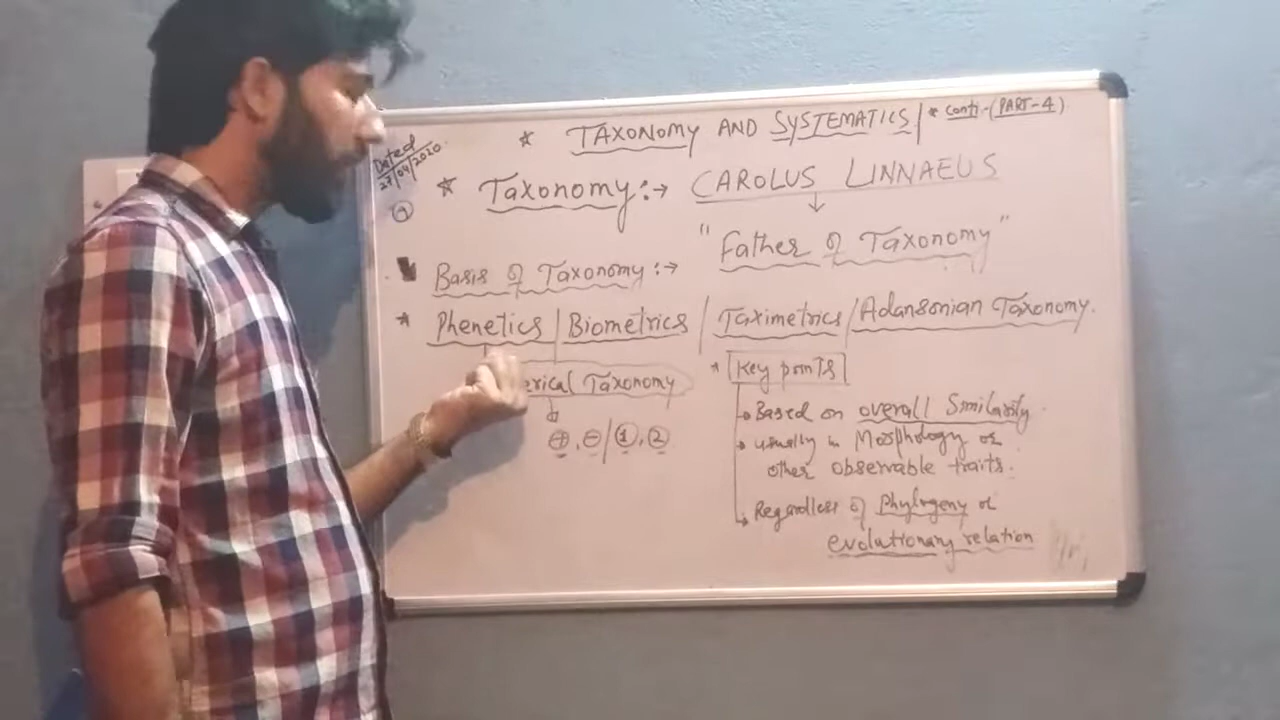 * TAXONOMY AND SYSTEMATICS / * conti-(PART-4)
Dated
27/04/2020
* Taxonomy:→ CAROLUS LINNAEUS
"Father of Taxonomy"
Basis of Taxonomy:→
* Phenetics / Biometrics / Taximetrics / Adansonian Taxonomy.
erical Taxonomy
+, - / 1, 2
* Key points
Based on overall Similarity
usually in Morphology or
other observable traits.
Regardless of phylogeny or
evolutionary relation